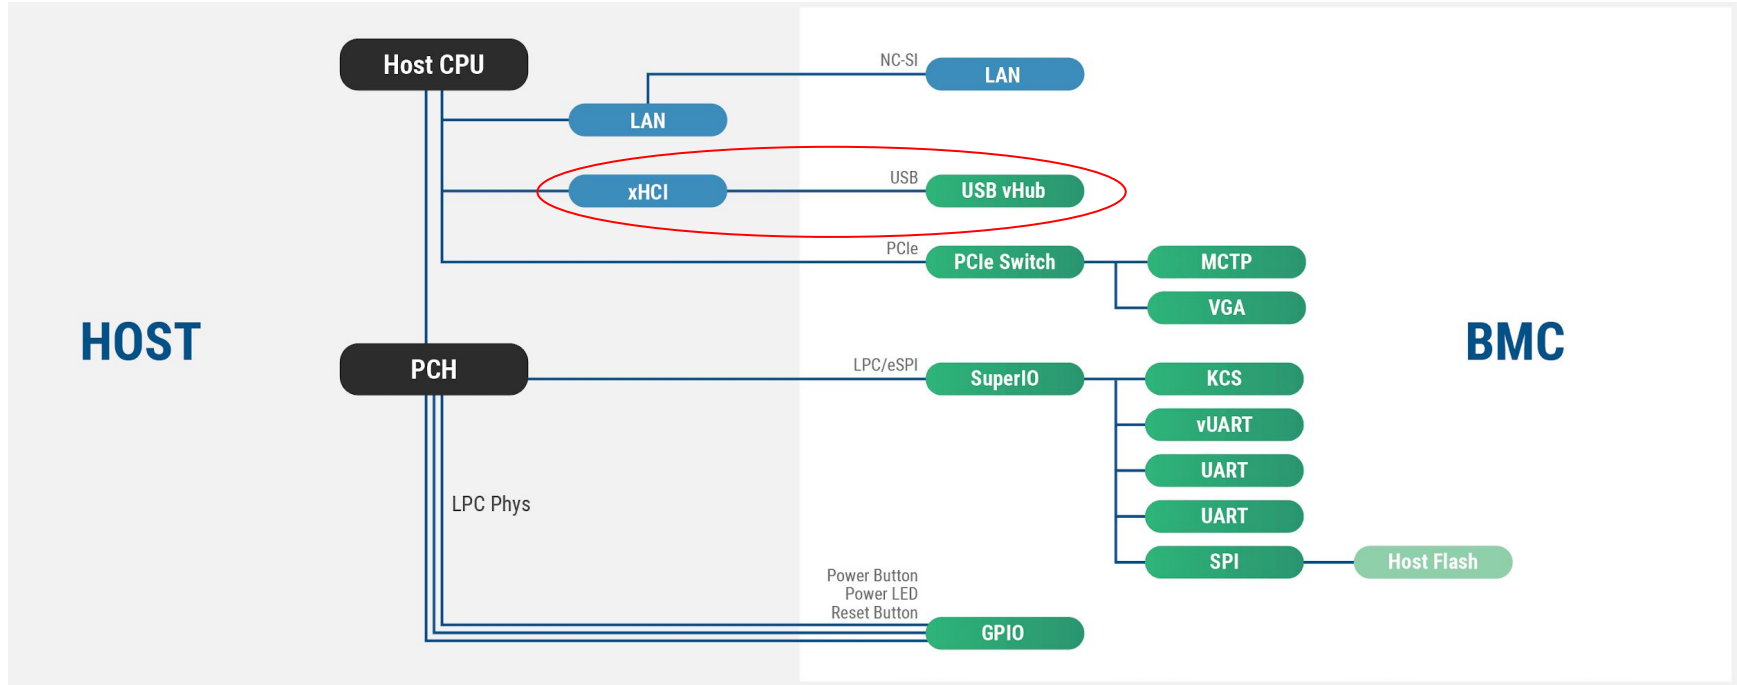 Host CPU
NC-SI
LAN
LAN
USB
xHCI
USB vHub
PCIe
PCIe Switch
MCTP
VGA
HOST
BMC
PCH
LPC/eSPI
SuperIO
KCS
vUART
UART
LPC Phys
UART
SPI
Host Flash
Power Button
Power LED
Reset Button
GPIO